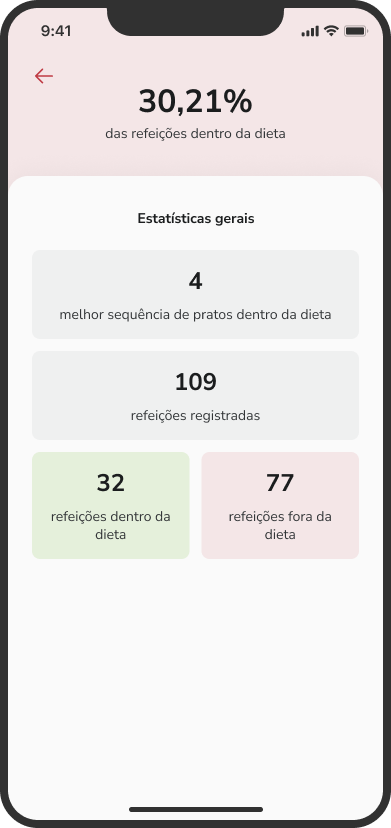 9:41
30,21%
das refeições dentro da dieta
Estatísticas gerais
4
melhor sequência de pratos dentro da dieta
109
refeições registradas
32
refeições dentro da
dieta
77
refeições fora da
dieta